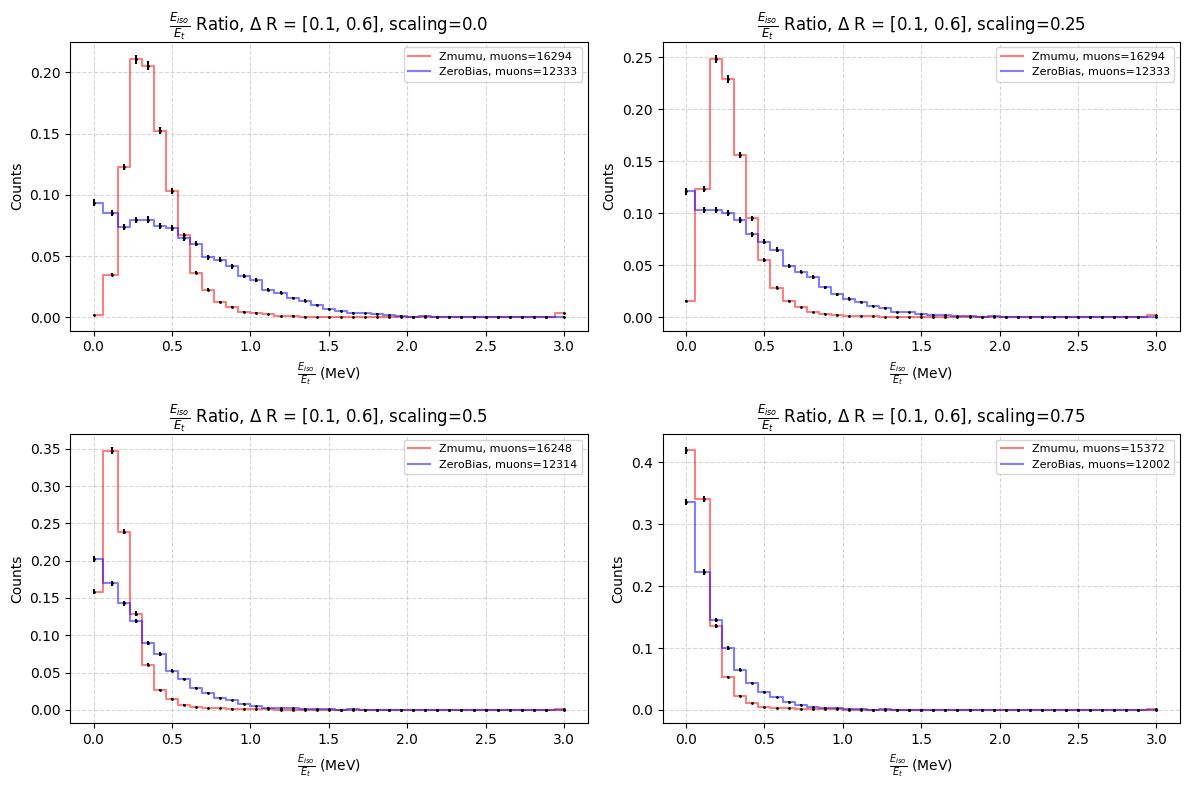 E_iso/E_t Ratio, Δ R = [0.1, 0.6], scaling=0.0
Zmumu, muons=16294
ZeroBias, muons=12333
Counts
0.20
0.15
0.10
0.05
0.00
0.0 0.5 1.0 1.5 2.0 2.5 3.0
E_iso/E_t (MeV)
E_iso/E_t Ratio, Δ R = [0.1, 0.6], scaling=0.25
Zmumu, muons=16294
ZeroBias, muons=12333
Counts
0.25
0.20
0.15
0.10
0.05
0.00
0.0 0.5 1.0 1.5 2.0 2.5 3.0
E_iso/E_t (MeV)
E_iso/E_t Ratio, Δ R = [0.1, 0.6], scaling=0.5
Zmumu, muons=16248
ZeroBias, muons=12314
Counts
0.35
0.30
0.25
0.20
0.15
0.10
0.05
0.00
0.0 0.5 1.0 1.5 2.0 2.5 3.0
E_iso/E_t (MeV)
E_iso/E_t Ratio, Δ R = [0.1, 0.6], scaling=0.75
Zmumu, muons=15372
ZeroBias, muons=12002
Counts
0.4
0.3
0.2
0.1
0.0
0.0 0.5 1.0 1.5 2.0 2.5 3.0
E_iso/E_t (MeV)